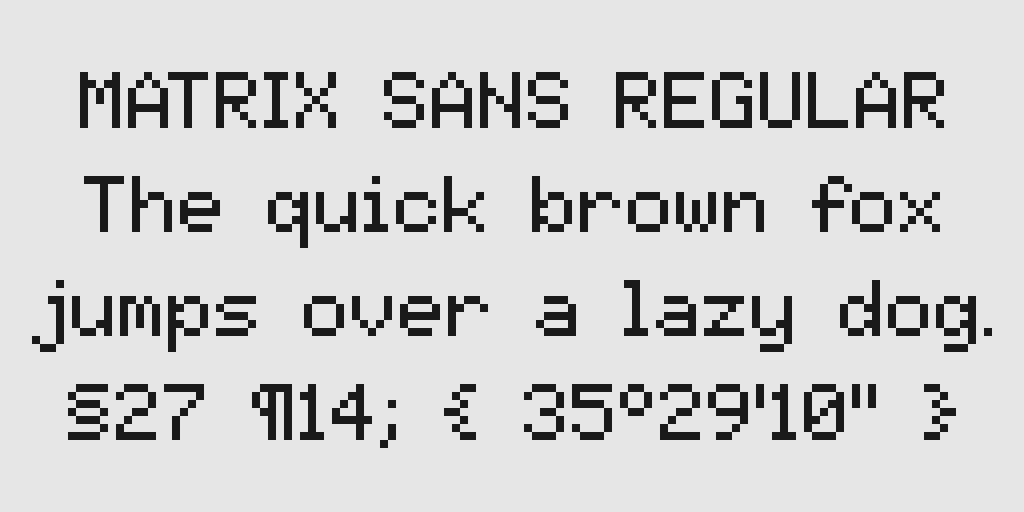 MATRIX SANS REGULAR
The quick brown fox
jumps over a lazy dog.
§27 ¶14; { 35°29'10" }